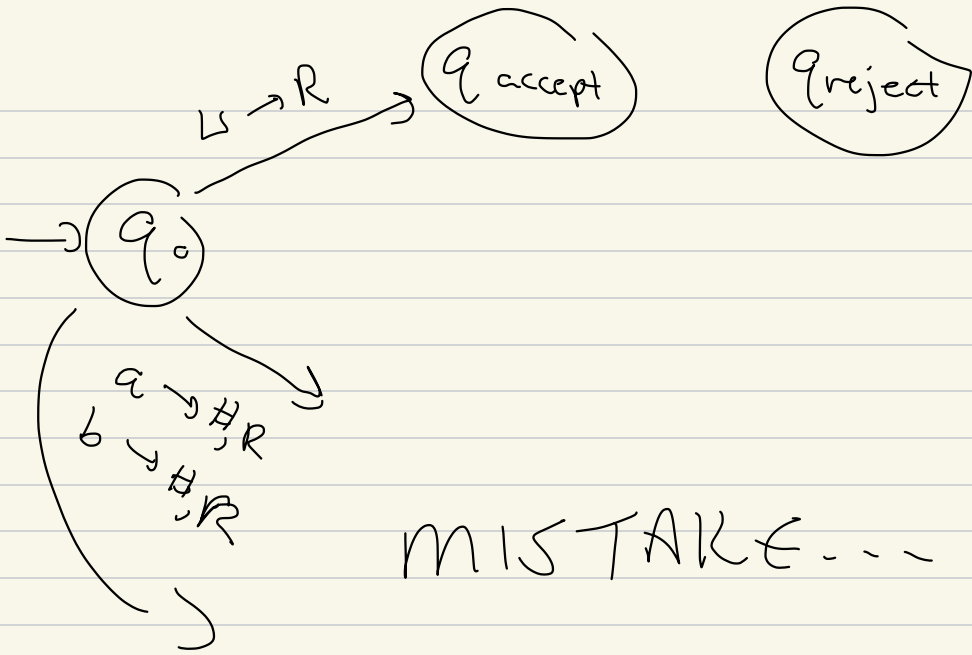 q accept
q reject
⊔ → R
q₀
a → #, R
b → #, R
MISTAKE...